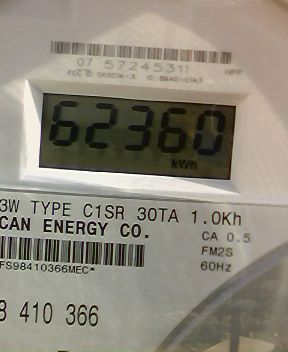 07 57245311
62360
kWh
3W TYPE C1SR 30TA 1.0Kh
CAN ENERGY CO.
CA 0.5
FM2S
60Hz
FS98410366MEC*
8 410 366